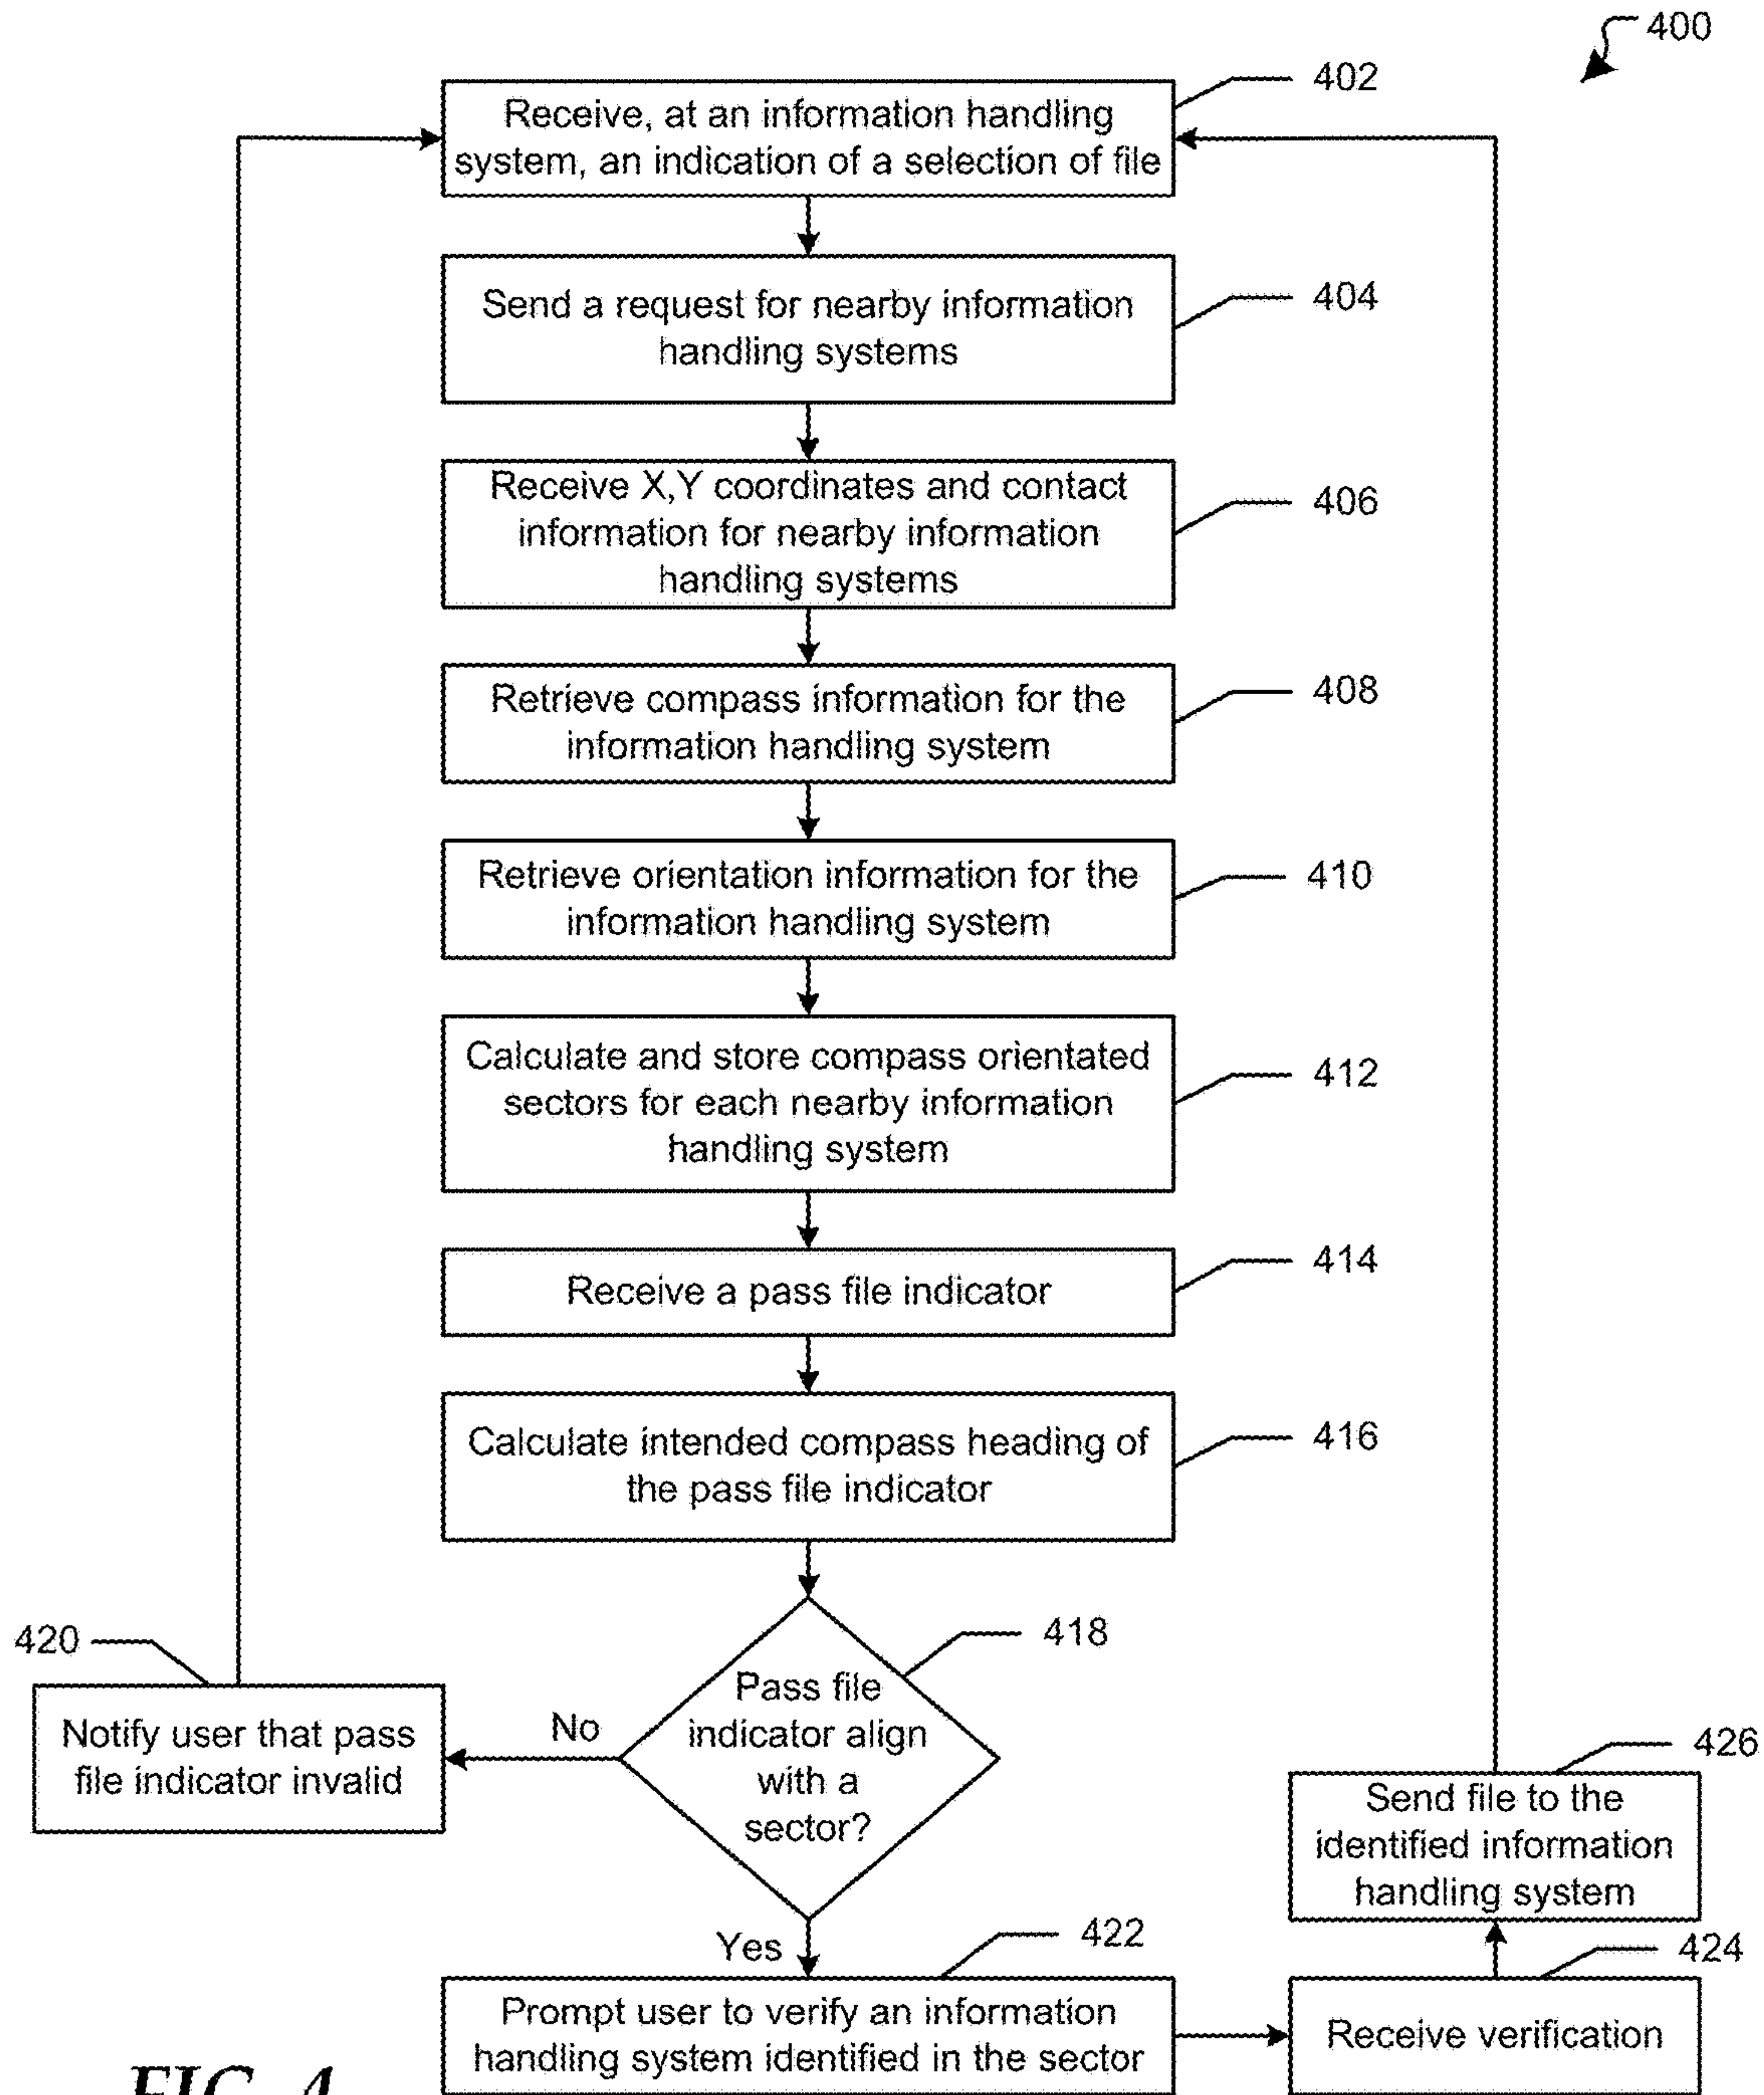 400
402
Receive, at an information handling
system, an indication of a selection of file
404
Send a request for nearby information
handling systems
406
Receive X,Y coordinates and contact
information for nearby information
handling systems
408
Retrieve compass information for the
information handling system
410
Retrieve orientation information for the
information handling system
412
Calculate and store compass orientated
sectors for each nearby information
handling system
414
Receive a pass file indicator
416
Calculate intended compass heading of
the pass file indicator
418
Pass file
indicator align
with a
sector?
No
420
Notify user that pass
file indicator invalid
Yes
422
Prompt user to verify an information
handling system identified in the sector
424
Receive verification
426
Send file to the
identified information
handling system
FIG. 4